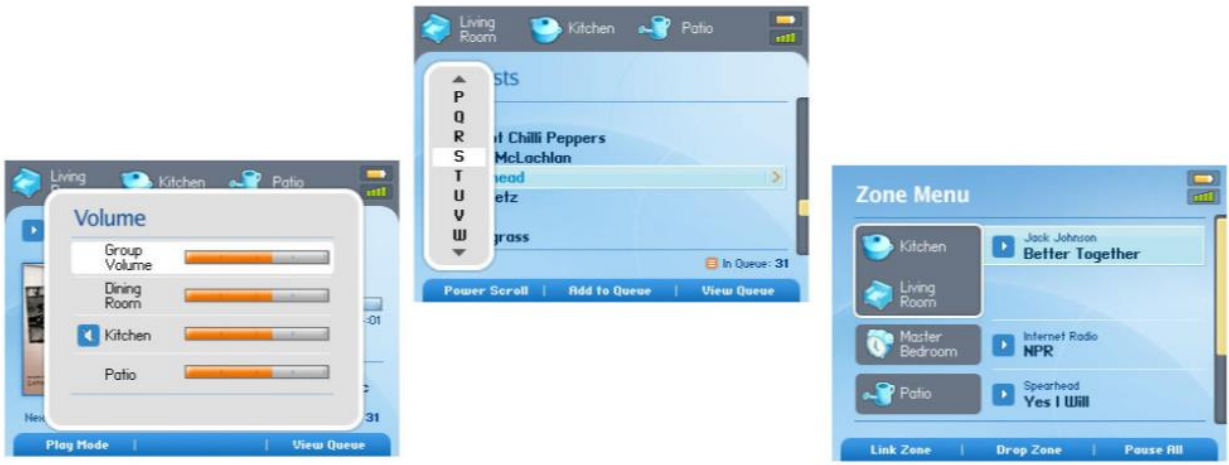 Living
Room
Kitchen
Patio
sts
P
Q
R
S
T
U
V
W
t Chilli Peppers
McLachlan
head
etz
grass
In Queue: 31
Power Scroll | Add to Queue | View Queue
Living
Kitchen
Patio
Volume
Group
Volume
Dining
Room
Kitchen
Patio
:01
31
Play Mode | | View Queue
Zone Menu
Kitchen
Jack Johnson
Better Together
Living
Room
Master
Bedroom
Internet Radio
NPR
Patio
Spearhead
Yes I Will
Link Zone | Drop Zone | Pause All